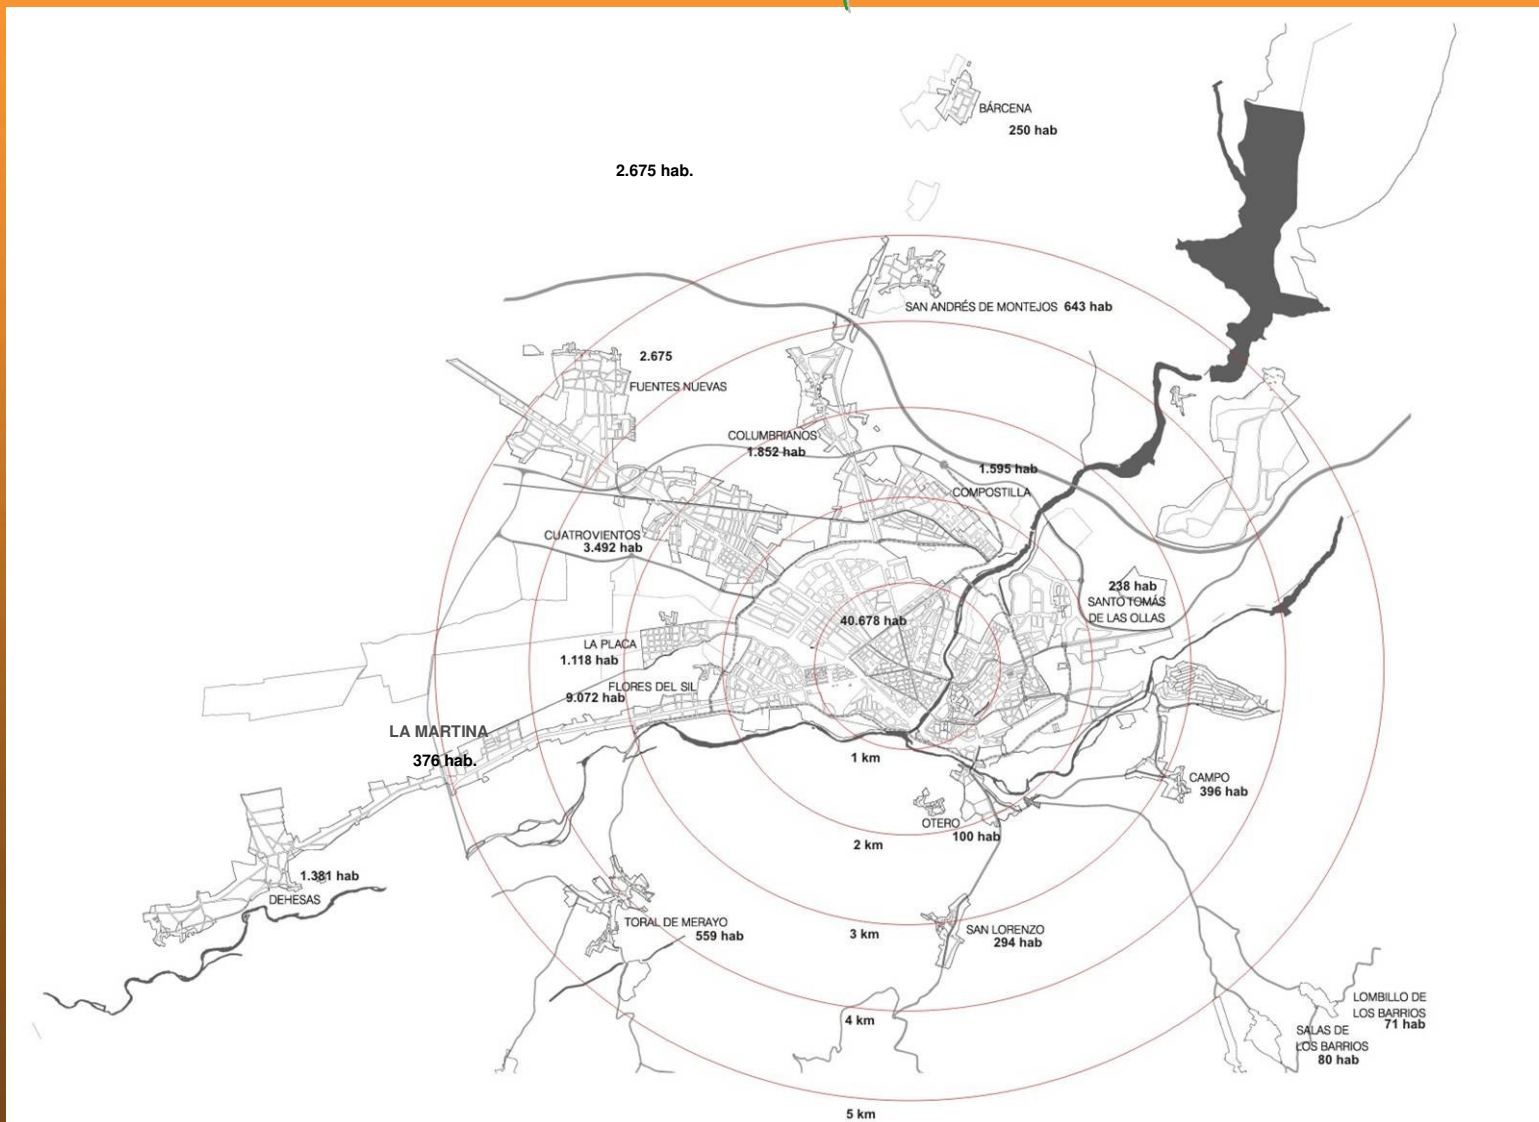 BÁRCENA
250 hab
2.675 hab.
SAN ANDRÉS DE MONTEJOS 643 hab
2.675
FUENTES NUEVAS
COLUMBRIANOS
1.852 hab
1.595 hab
COMPOSTILLA
CUATROVIENTOS
3.492 hab
238 hab
SANTO TOMÁS
DE LAS OLLAS
40.678 hab
LA PLACA
1.118 hab
FLORES DEL SIL
9.072 hab
LA MARTINA
376 hab.
1 km
CAMPO
396 hab
OTERO
100 hab
2 km
1.381 hab
DEHESAS
TORAL DE MERAYO
559 hab
3 km
SAN LORENZO
294 hab
LOMBILLO DE
LOS BARRIOS
71 hab
4 km
SALAS DE
LOS BARRIOS
80 hab
5 km